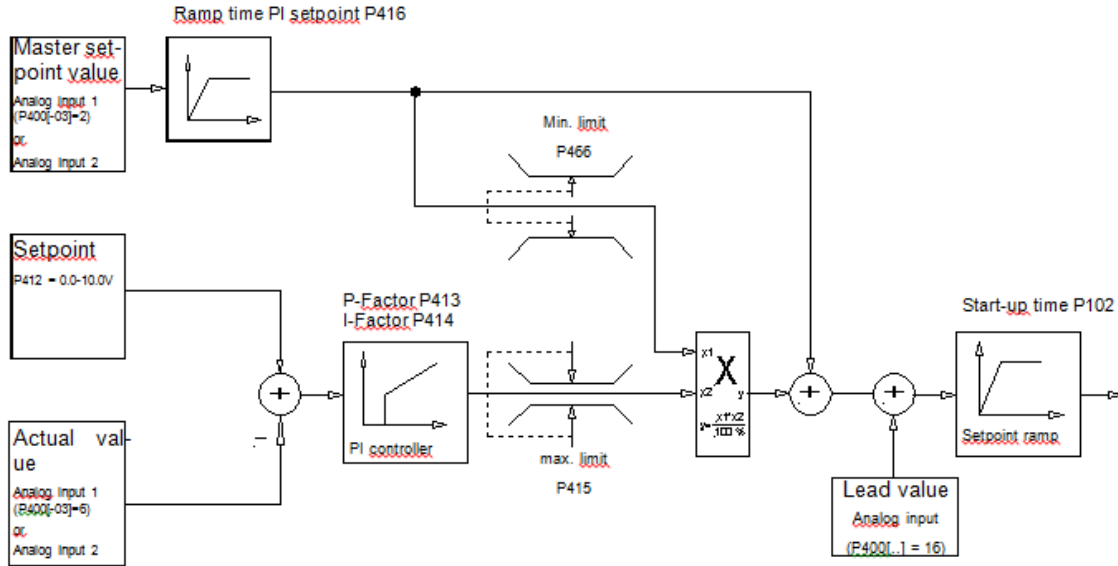 Ramp time PI setpoint P416
Master set-
point value
Analog Input 1
(P400[-03]=2)
or
Analog Input 2
Min. limit
P466
Setpoint
P412 = 0.0-10.0V
P-Factor P413
I-Factor P414
PI controller
Actual val-
ue
Analog Input 1
(P400[-03]=6)
or
Analog Input 2
+
−
max. limit
P415
x1
x2
X
y
y=x1*x2
100 %
+
+
Start-up time P102
Setpoint ramp
Lead value
Analog input
(P400[..] = 16)